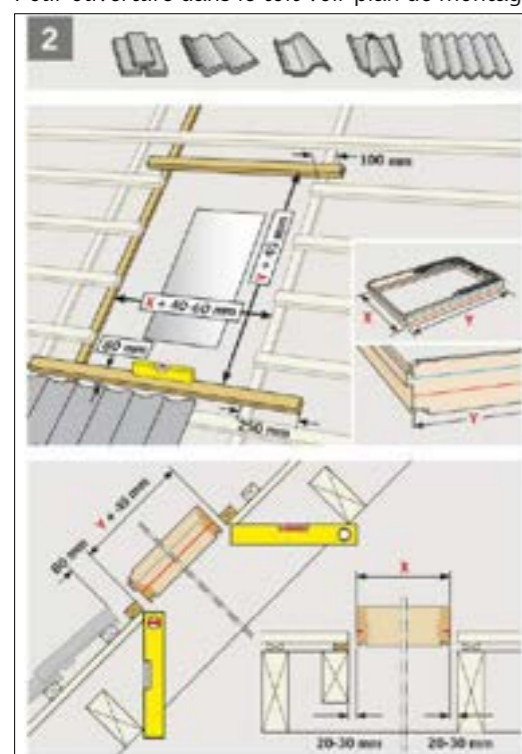 Pour ouverture dans le toit voir plan de montag
2
100 mm
Y + 45 mm
X + 40-60 mm
80 mm
250 mm
X
Y
Y
Y + 45 mm
80 mm
X
20-30 mm
20-30 mm